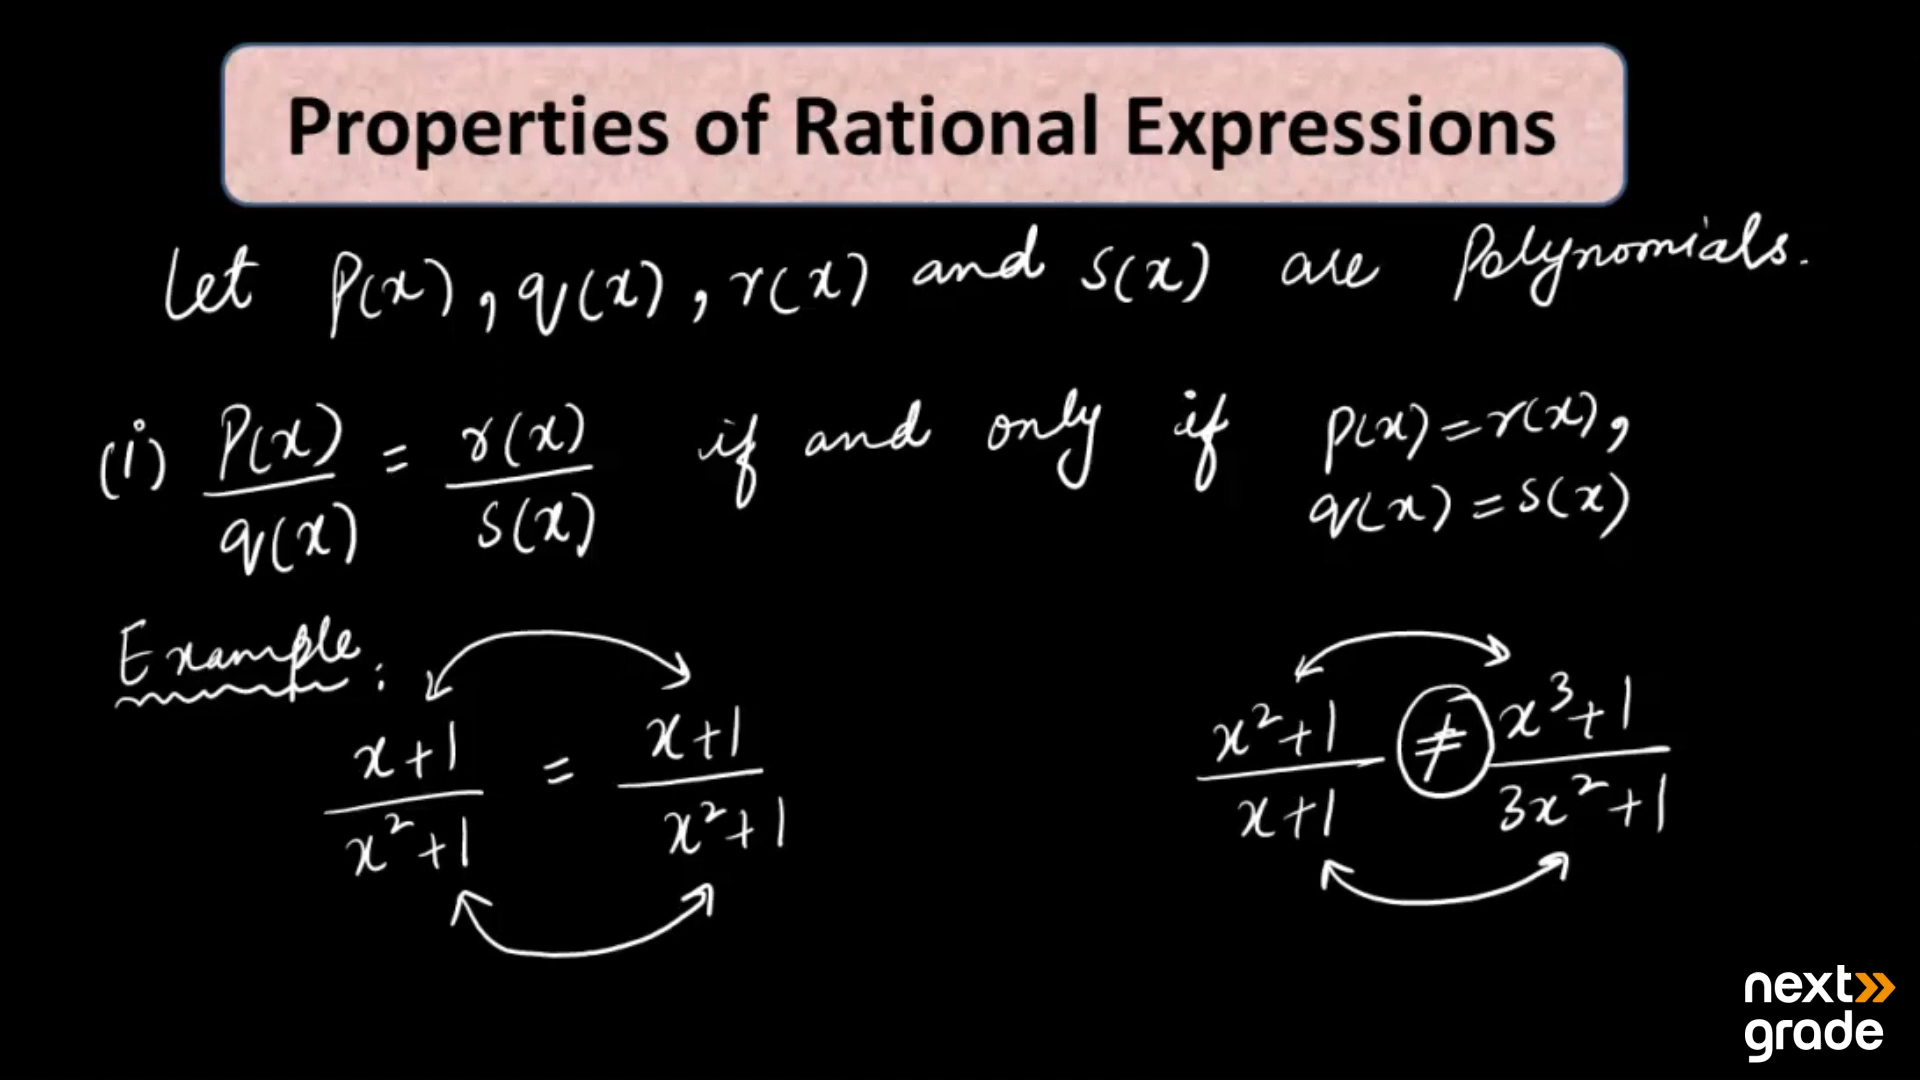 Properties of Rational Expressions
Let p(x), q(x), r(x) and s(x) are Polynomials.
(i) p(x)/q(x) = r(x)/s(x) if and only if p(x)=r(x),
q(x)=s(x)
Example:
x+1/x²+1 = x+1/x²+1
x²+1/x+1 ≠ x³+1/3x²+1
next
grade